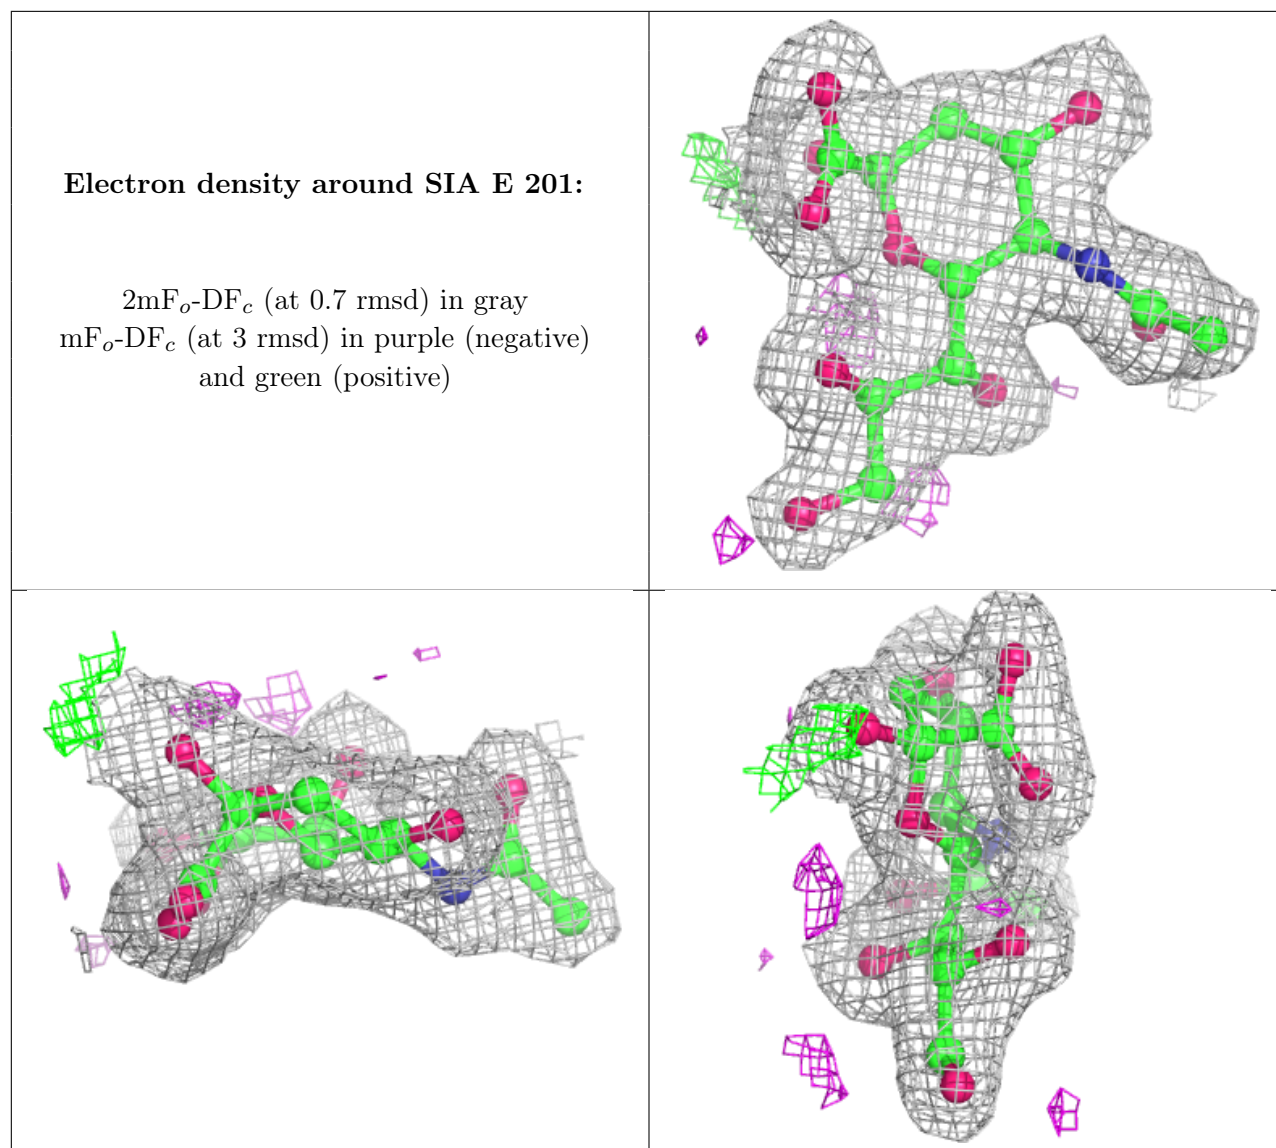 Electron density around SIA E 201:
2mFo-DFc (at 0.7 rmsd) in gray
mFo-DFc (at 3 rmsd) in purple (negative)
and green (positive)